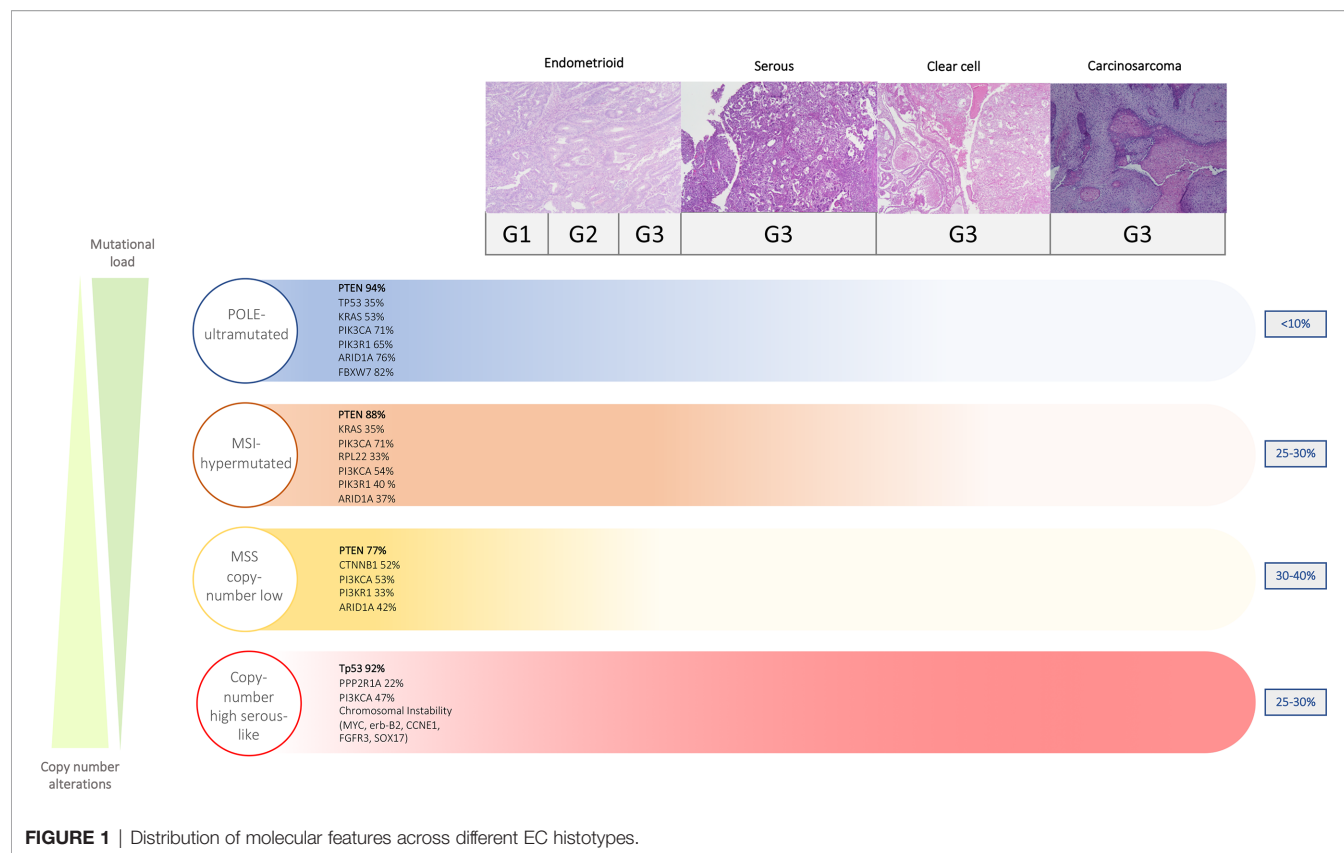 Endometrioid
Serous
Clear cell
Carcinosarcoma
G1
G2
G3
G3
G3
G3
Mutational
load
POLE-
ultramutated
PTEN 94%
TP53 35%
KRAS 53%
PIK3CA 71%
PIK3R1 65%
ARID1A 76%
FBXW7 82%
<10%
MSI-
hypermutated
PTEN 88%
KRAS 35%
PIK3CA 71%
RPL22 33%
PI3KCA 54%
PIK3R1 40 %
ARID1A 37%
25-30%
MSS
copy-
number low
PTEN 77%
CTNNB1 52%
PI3KCA 53%
PI3KR1 33%
ARID1A 42%
30-40%
Copy-
number
high serous-
like
Tp53 92%
PPP2R1A 22%
PI3KCA 47%
Chromosomal Instability
(MYC, erb-B2, CCNE1,
FGFR3, SOX17)
25-30%
Copy number
alterations
FIGURE 1 | Distribution of molecular features across different EC histotypes.